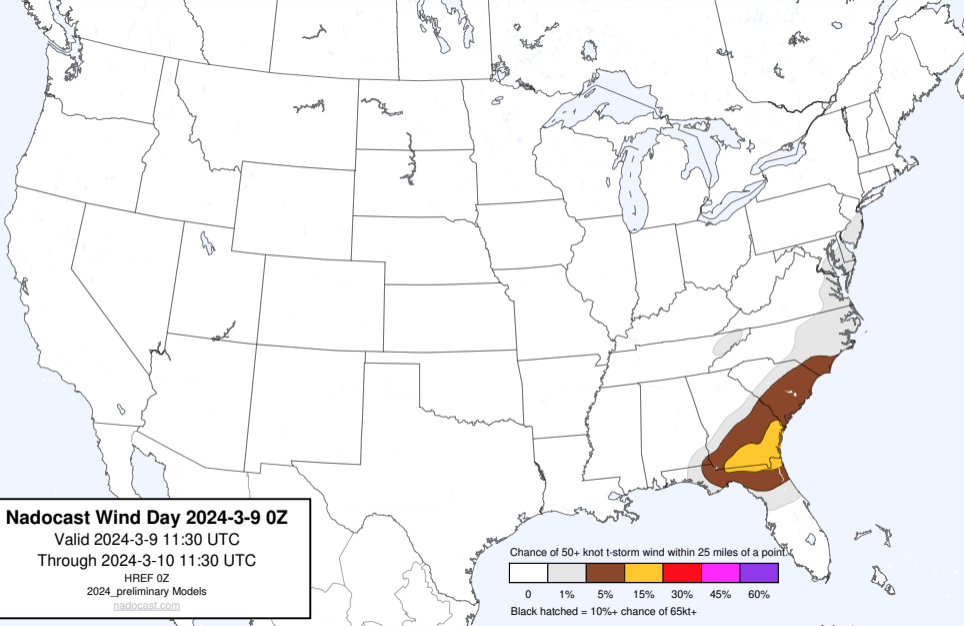 Nadocast Wind Day 2024-3-9 0Z
Valid 2024-3-9 11:30 UTC
Through 2024-3-10 11:30 UTC
HREF 0Z
2024_preliminary Models
nadocast.com
Chance of 50+ knot t-storm wind within 25 miles of a point.
0 1% 5% 15% 30% 45% 60%
Black hatched = 10%+ chance of 65kt+